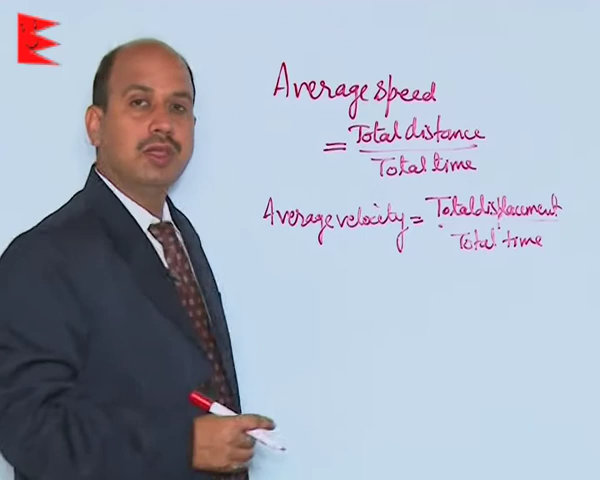 Average speed
= Total distance
Total time
Average velocity = Total displacement
Total time